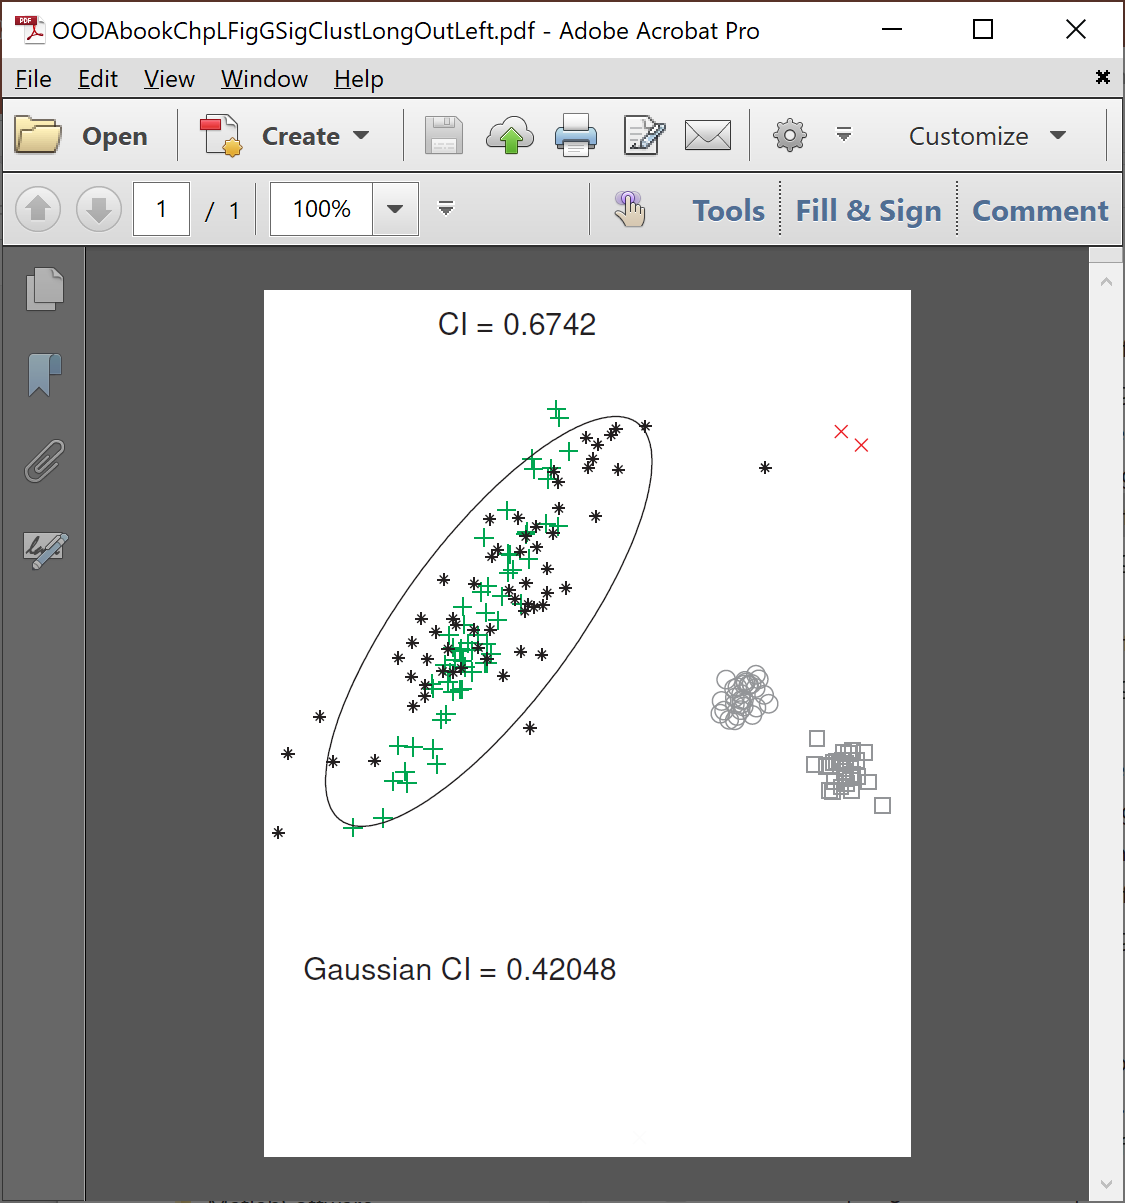 OODAbookChpLFigGSigClustLongOutLeft.pdf - Adobe Acrobat Pro
File Edit View Window Help
Open Create Customize
1 / 1 100% Tools Fill & Sign Comment
CI = 0.6742
Gaussian CI = 0.42048